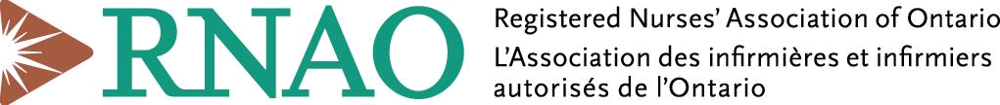 RNAO
Registered Nurses’ Association of Ontario
L’Association des infirmières et infirmiers
autorisés de l’Ontario